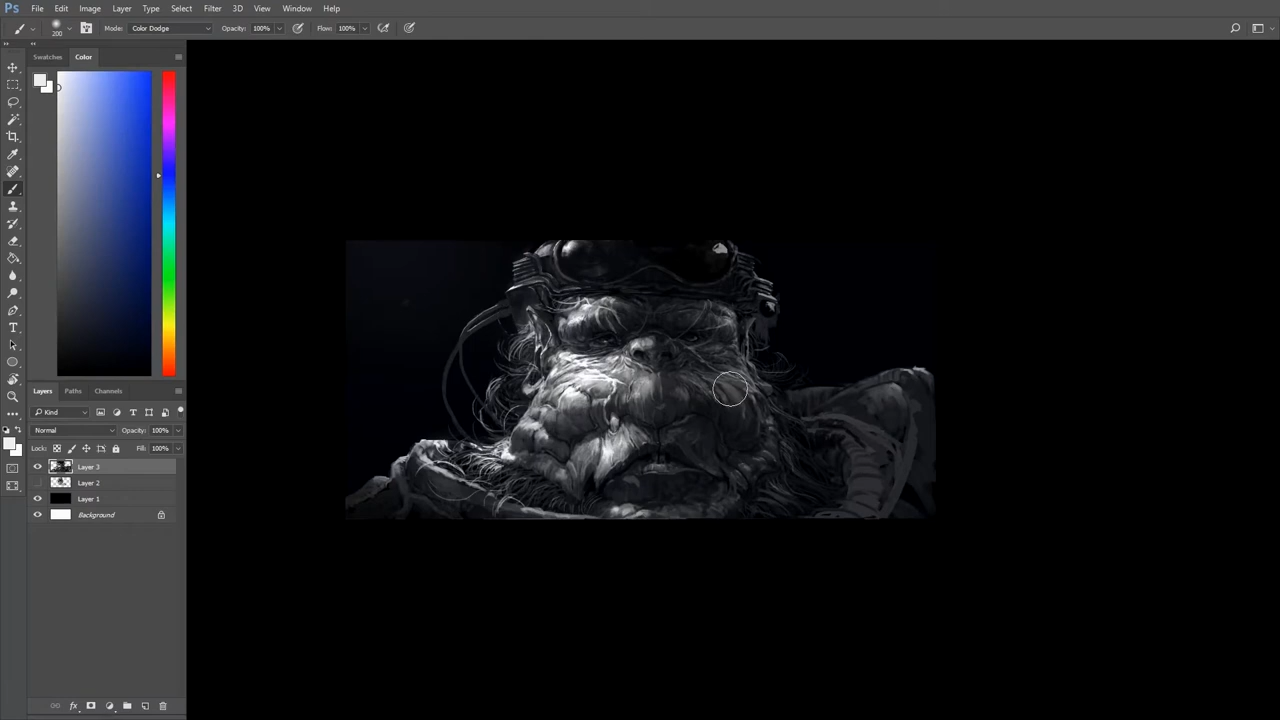 Ps File Edit Image Layer Type Select Filter 3D View Window Help
200 Mode: Color Dodge Opacity: 100% Flow: 100%
Swatches Color
Layers Paths Channels
Kind
Normal Opacity: 100%
Lock: Fill: 100%
Layer 3
Layer 2
Layer 1
Background
fx